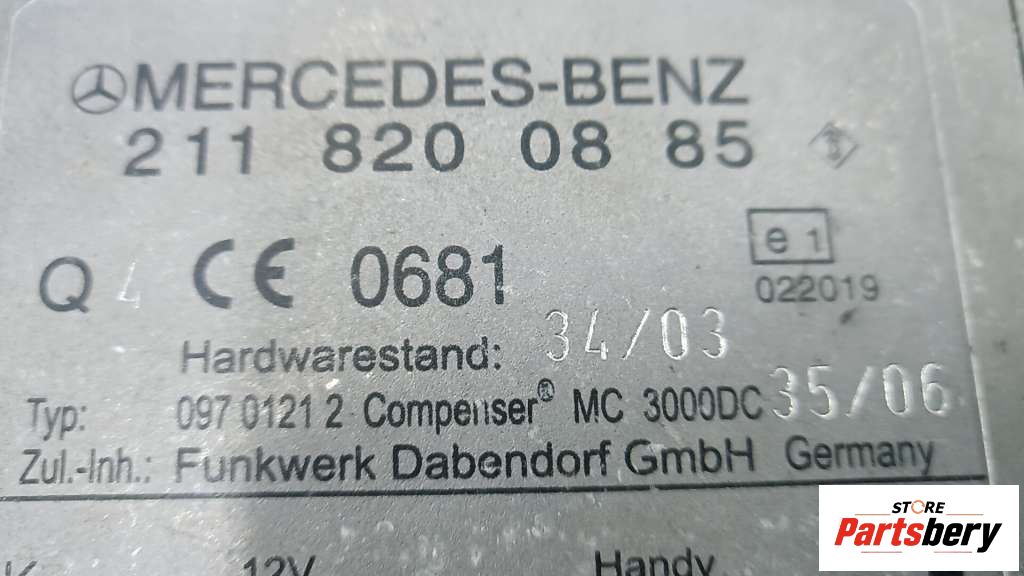 MERCEDES-BENZ
211 820 08 85
Q CE 0681
e 1
022019
Hardwarestand: 34/03
Typ: 097 0121 2 Compenser® MC 3000DC 35/06
Zul.-Inh.: Funkwerk Dabendorf GmbH Germany
12V Handy
STORE
Partsbery